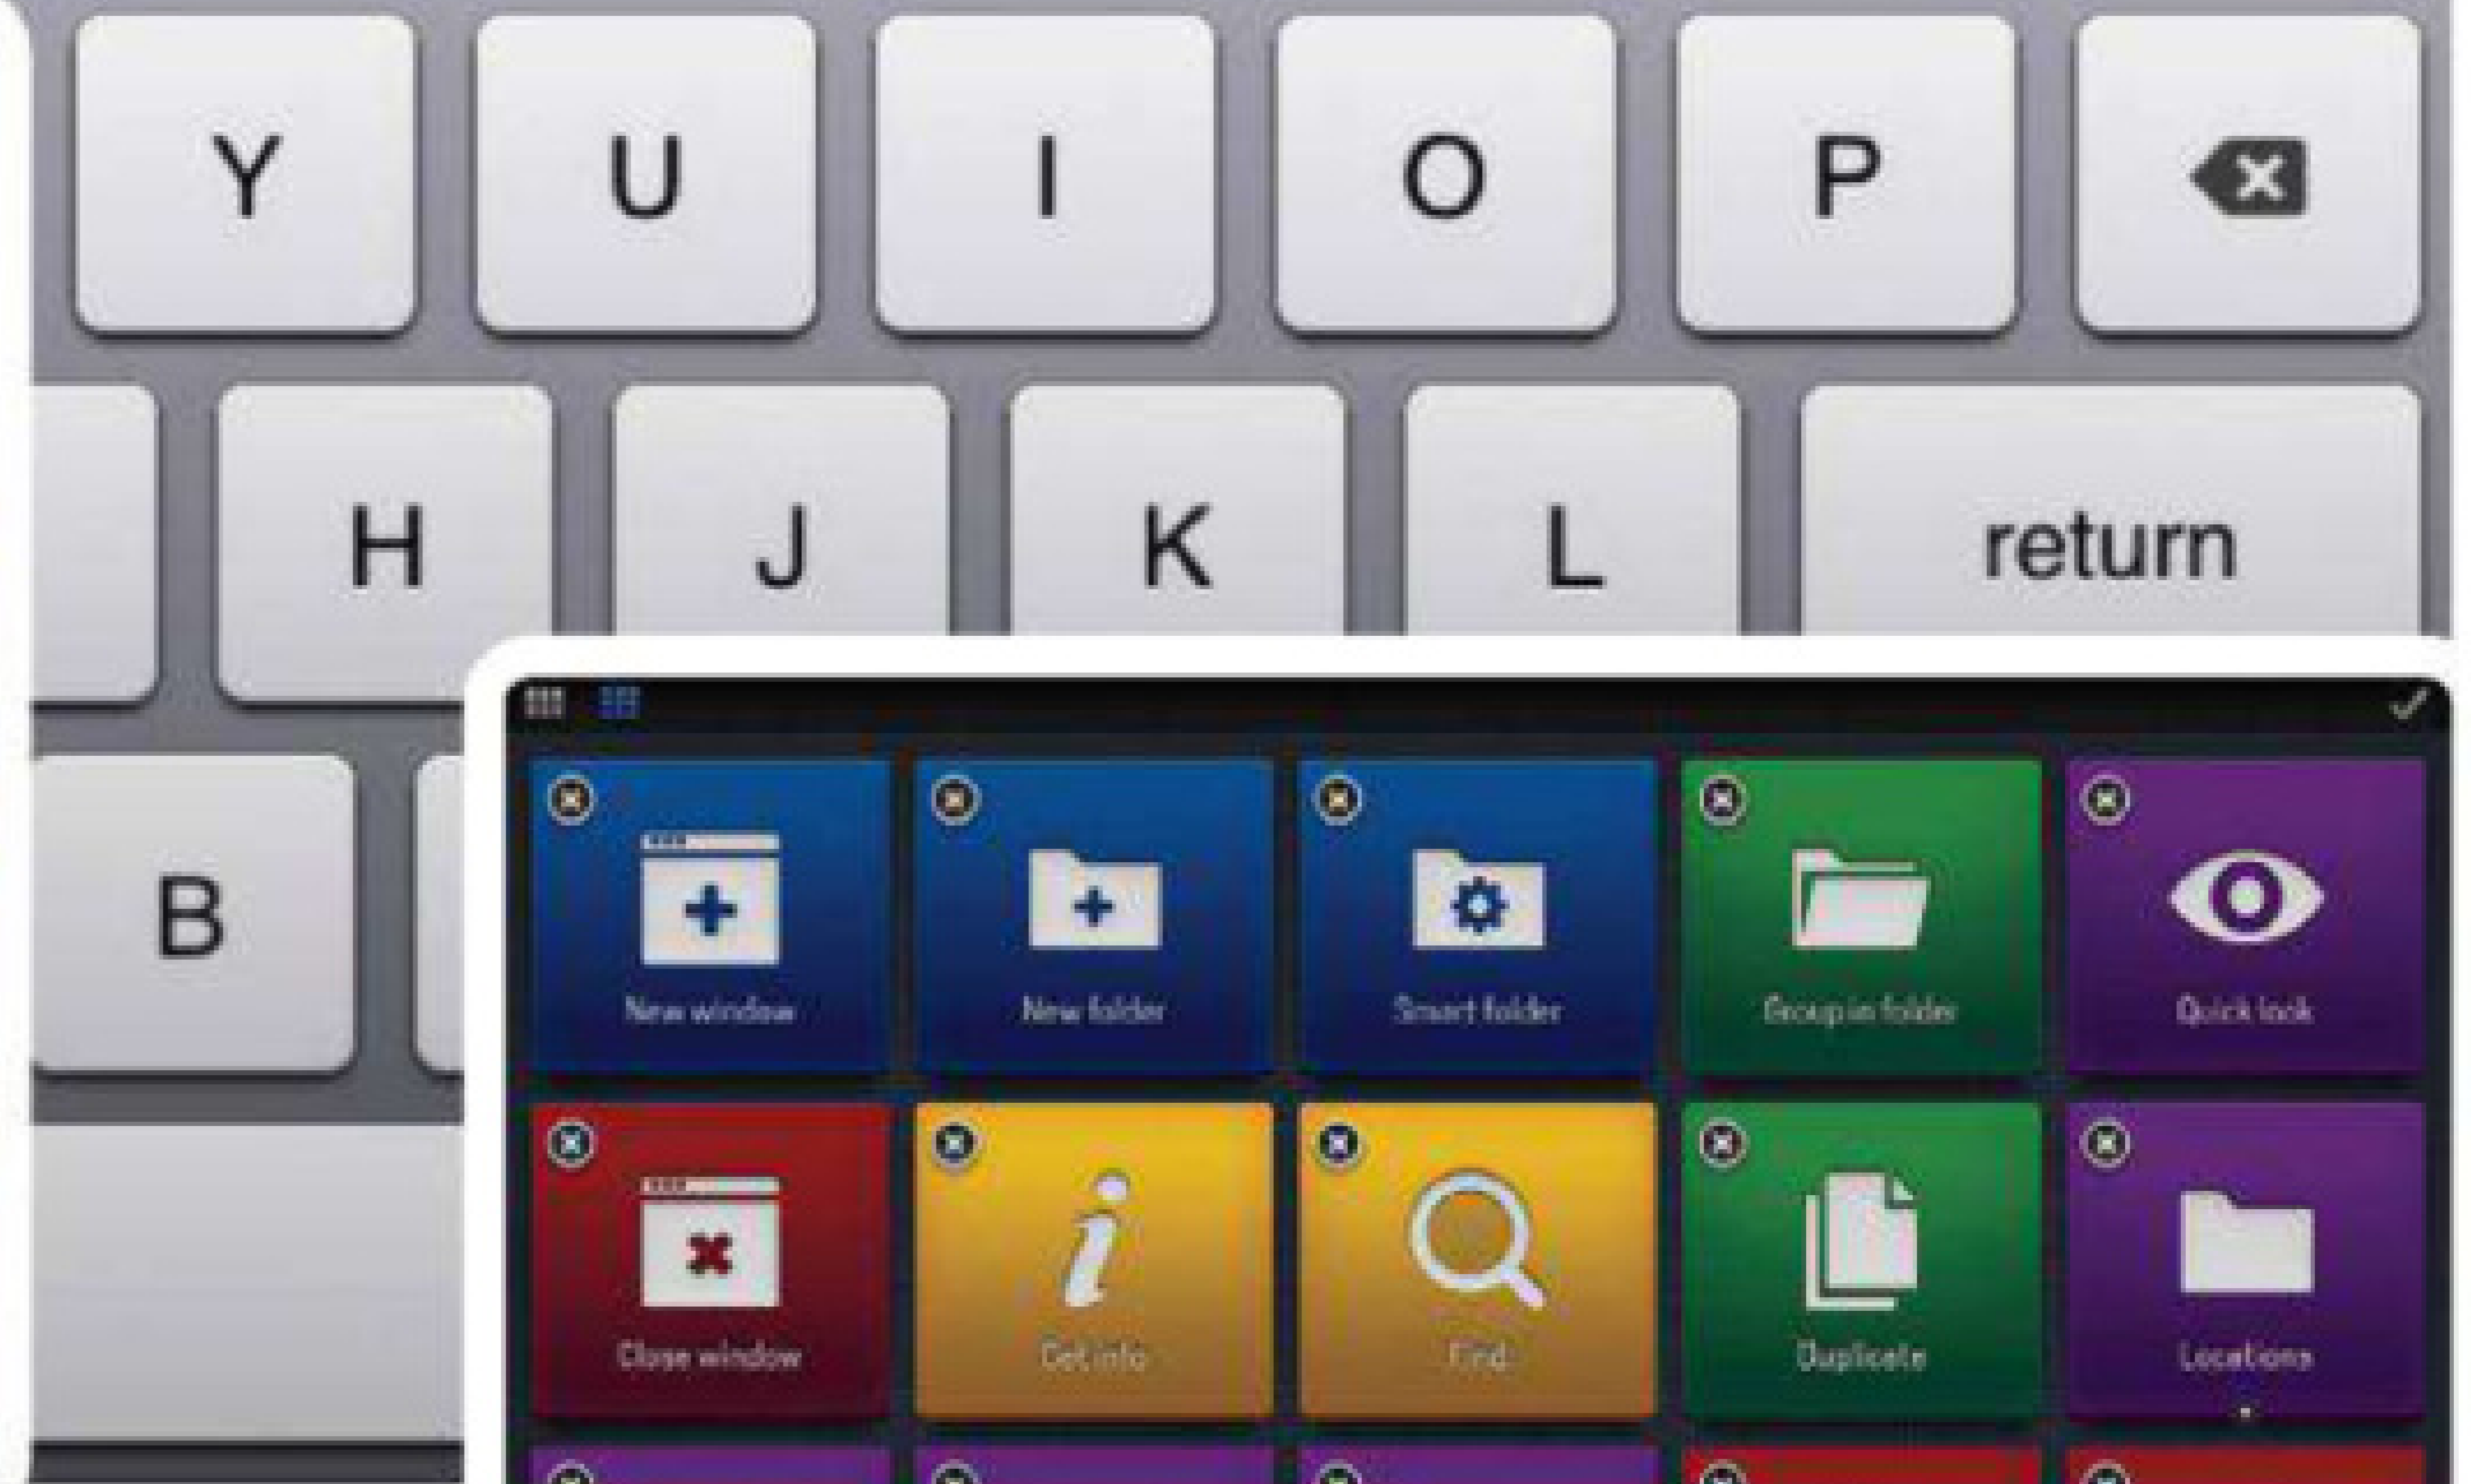 Y U I O P
H J K L return
B
New window New folder Smart folder Group in folder Quick look
Close window Get info Find Duplicate Locations